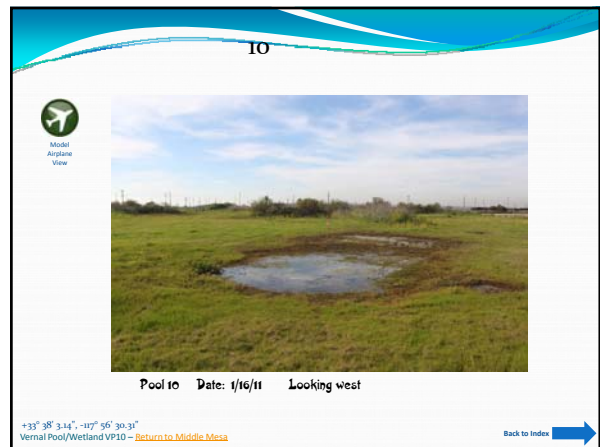 10
Model
Airplane
View
Pool 10 Date: 1/16/11 Looking west
+33° 38' 3.14", -117° 56' 30.31"
Vernal Pool/Wetland VP10 – Return to Middle Mesa
Back to Index